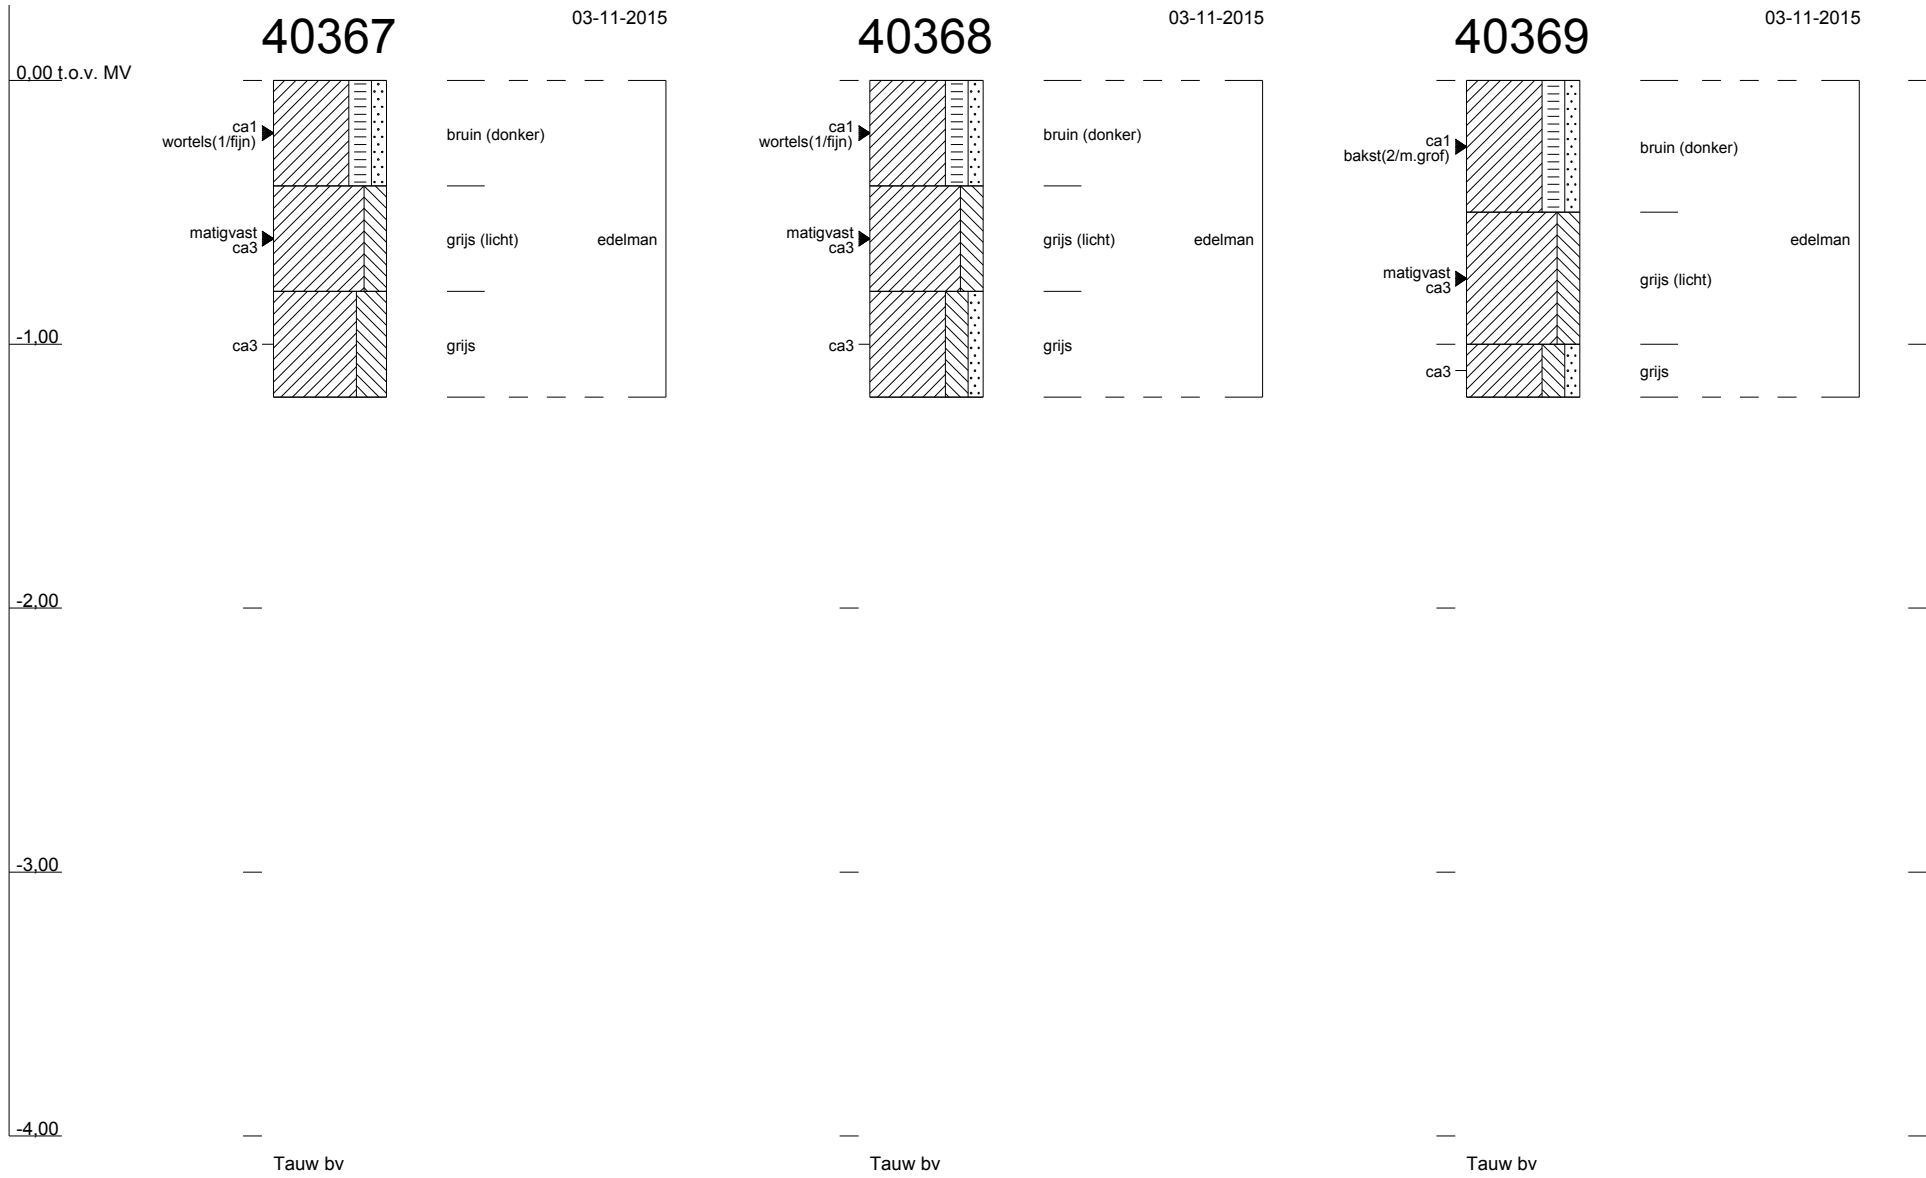 40367
03-11-2015
40368
03-11-2015
40369
03-11-2015
0,00 t.o.v. MV
-1,00
-2,00
-3,00
-4,00
ca1
wortels(1/fijn)
bruin (donker)
matigvast
ca3
grijs (licht)
edelman
ca3
grijs
Tauw bv
ca1
wortels(1/fijn)
bruin (donker)
matigvast
ca3
grijs (licht)
edelman
ca3
grijs
Tauw bv
ca1
bakst(2/m.grof)
bruin (donker)
edelman
matigvast
ca3
grijs (licht)
ca3
grijs
Tauw bv